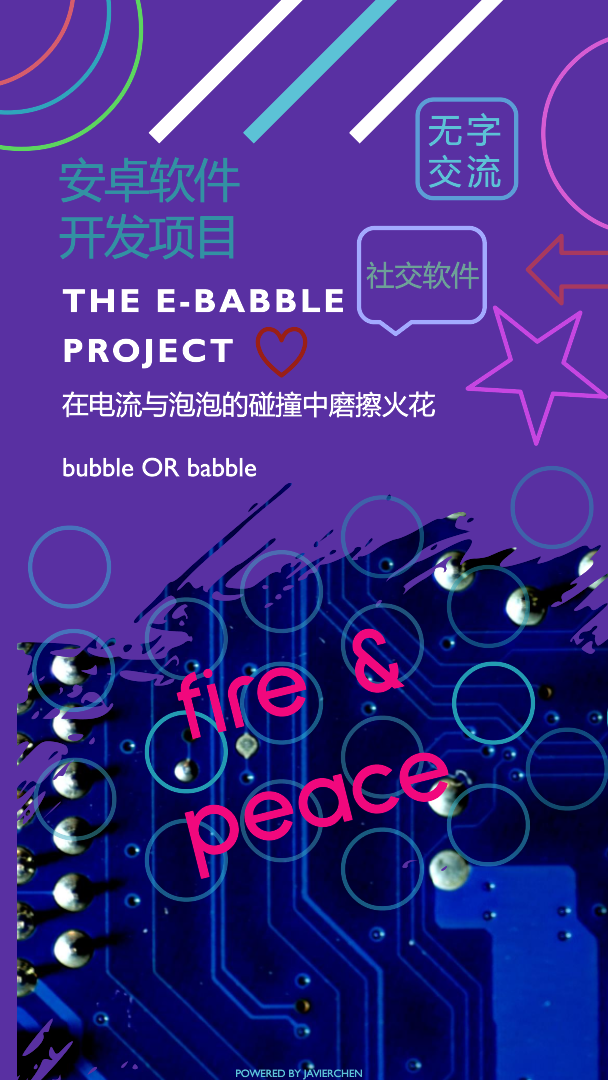 无字
交流
安卓软件
开发项目
社交软件
THE E-BABBLE
PROJECT
在电流与泡泡的碰撞中磨擦火花
bubble OR babble
fire &
peace
POWERED BY JAVIERCHEN